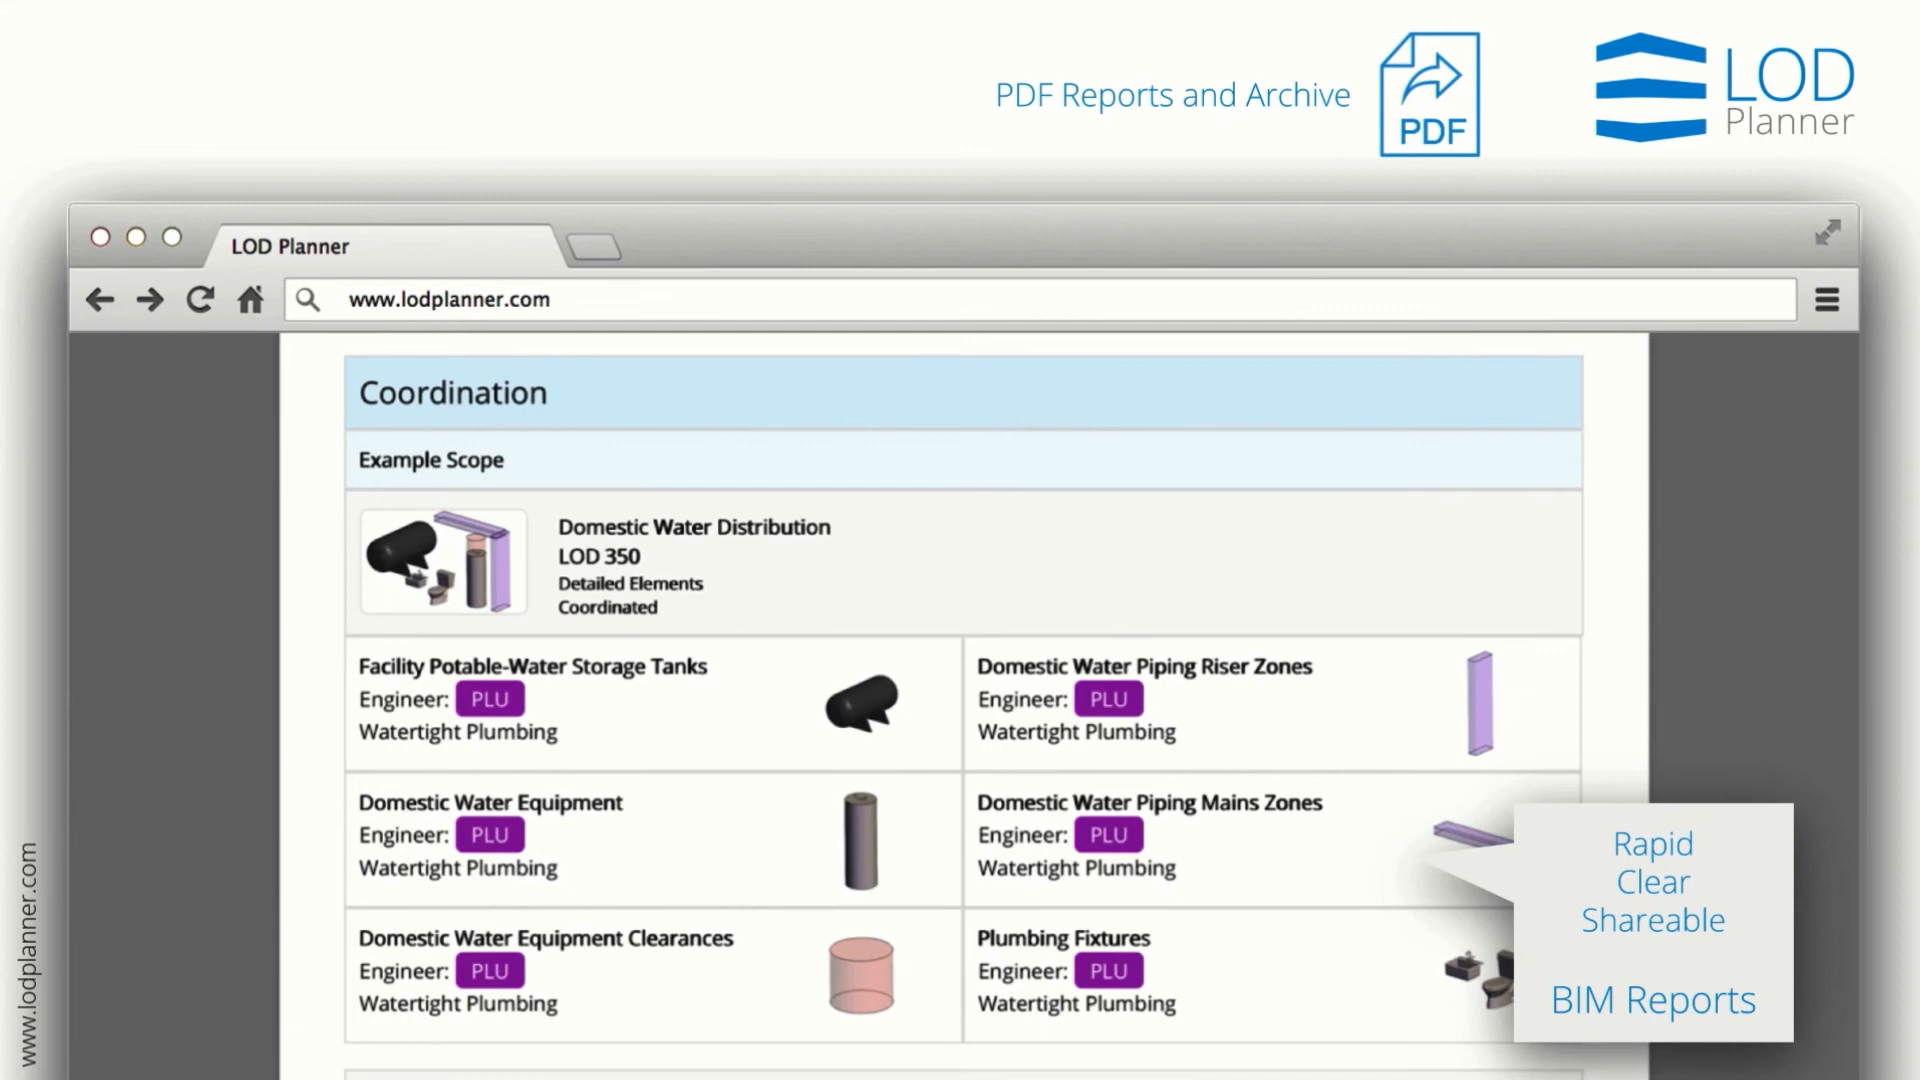 PDF Reports and Archive
PDF
LOD
Planner
LOD Planner
www.lodplanner.com
Coordination
Example Scope
Domestic Water Distribution
LOD 350
Detailed Elements
Coordinated
Facility Potable-Water Storage Tanks
Engineer: PLU
Watertight Plumbing
Domestic Water Piping Riser Zones
Engineer: PLU
Watertight Plumbing
Domestic Water Equipment
Engineer: PLU
Watertight Plumbing
Domestic Water Piping Mains Zones
Engineer: PLU
Watertight Plumbing
Domestic Water Equipment Clearances
Engineer: PLU
Watertight Plumbing
Plumbing Fixtures
Engineer: PLU
Watertight Plumbing
Rapid
Clear
Shareable
BIM Reports
www.lodplanner.com